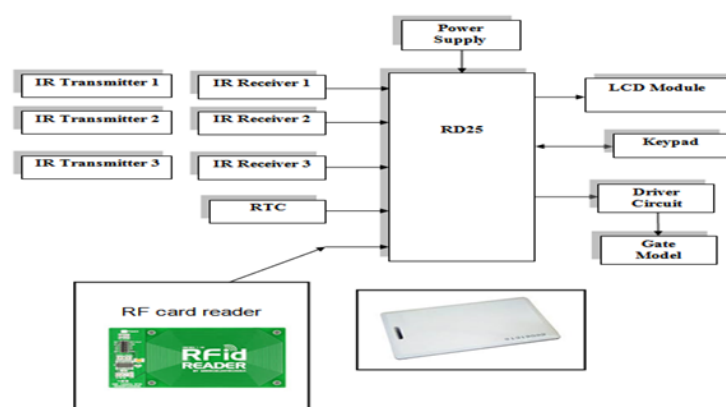 Power
Supply
IR Transmitter 1
IR Receiver 1
LCD Module
IR Transmitter 2
IR Receiver 2
RD25
Keypad
IR Transmitter 3
IR Receiver 3
RTC
Driver
Circuit
Gate
Model
RF card reader
RFid
READER